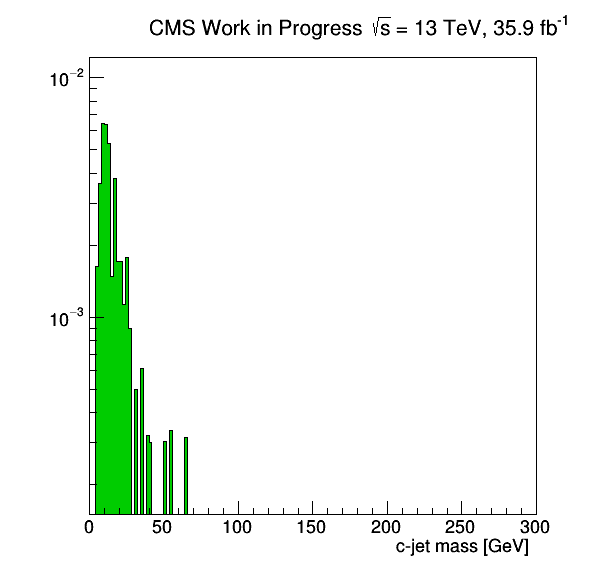 CMS Work in Progress √s = 13 TeV, 35.9 fb⁻¹
10⁻²
10⁻³
0 50 100 150 200 250 300
c-jet mass [GeV]